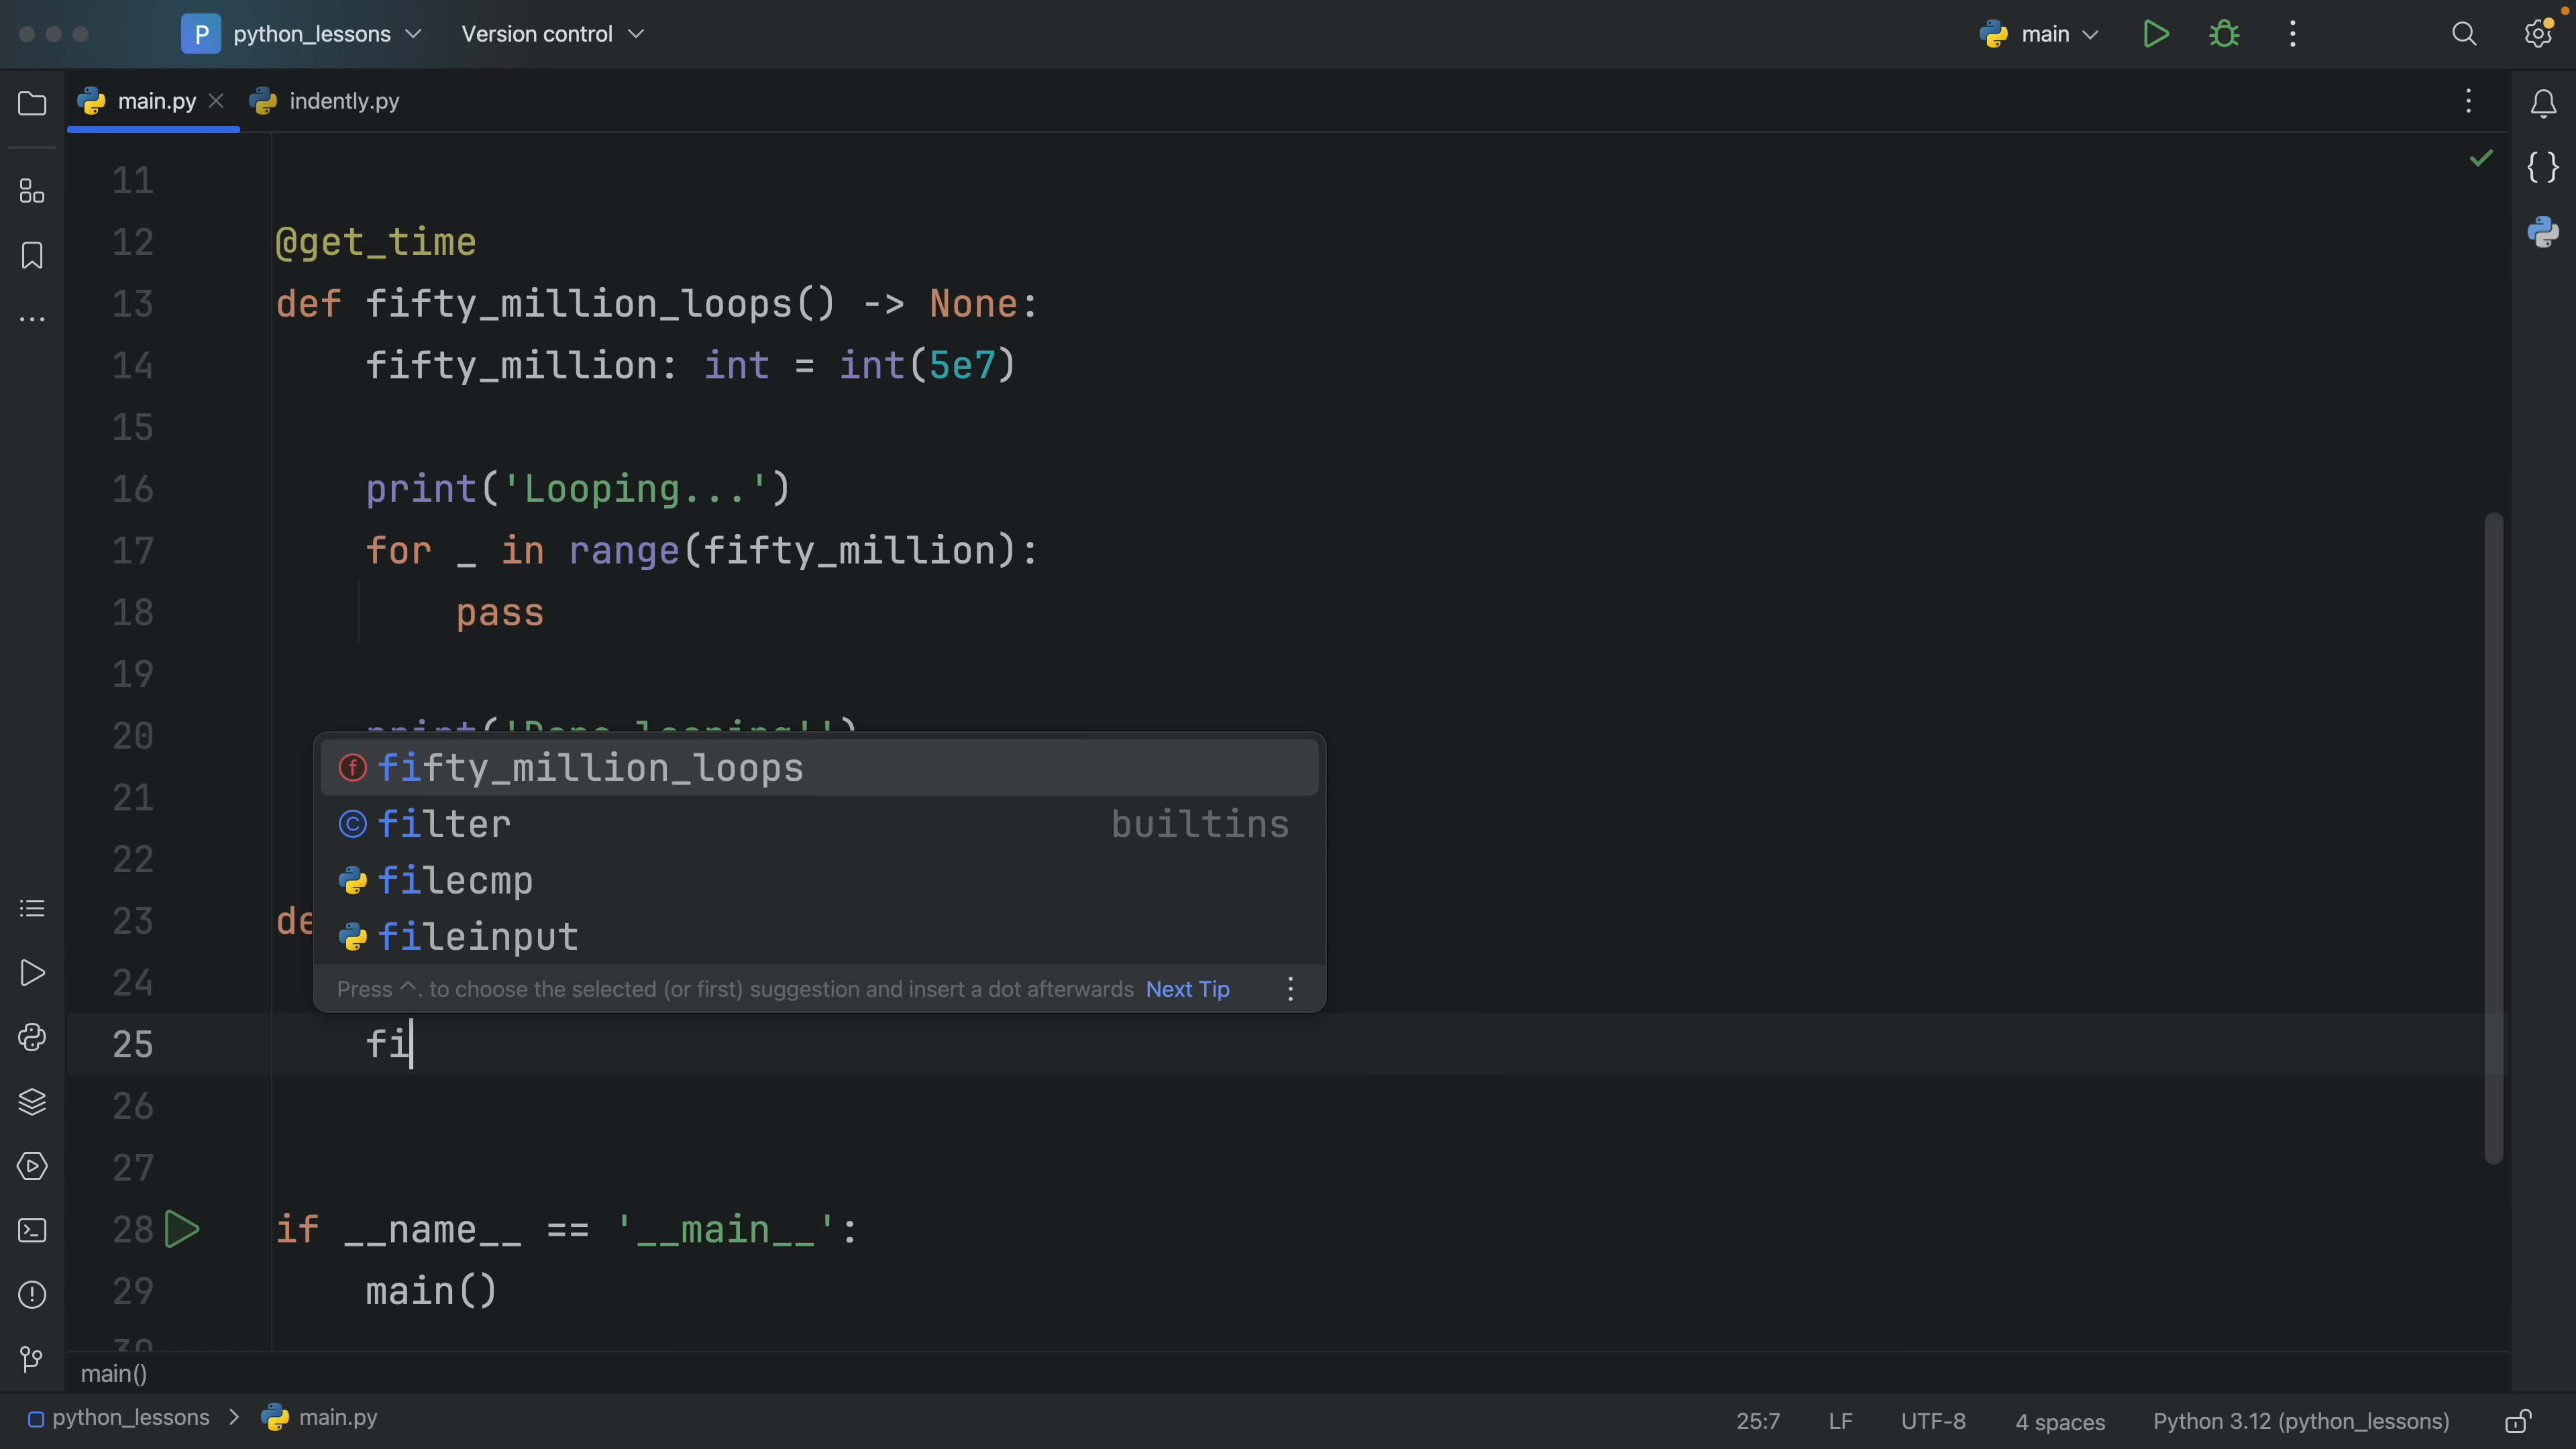 P python_lessons Version control main
main.py indently.py
11
12 @get_time
13 def fifty_million_loops() -> None:
14 fifty_million: int = int(5e7)
15
16 print('Looping...')
17 for _ in range(fifty_million):
18 pass
19
20
fifty_million_loops
21
filter builtins
22
filecmp
23 de
fileinput
24
Press ^. to choose the selected (or first) suggestion and insert a dot afterwards Next Tip
25 fi
26
27
28 if __name__ == '__main__':
29 main()
main()
python_lessons > main.py 25:7 LF UTF-8 4 spaces Python 3.12 (python_lessons)